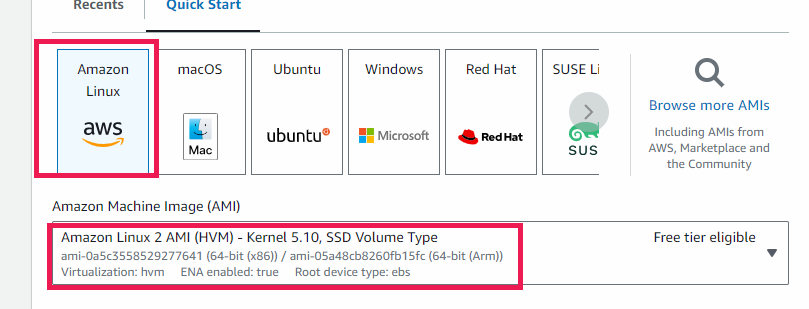 Recents
Quick Start
Amazon
Linux
aws
macOS
Mac
Ubuntu
ubuntu
Windows
Microsoft
Red Hat
Red Hat
SUSE Li
SUS
Browse more AMIs
Including AMIs from
AWS, Marketplace and
the Community
Amazon Machine Image (AMI)
Amazon Linux 2 AMI (HVM) - Kernel 5.10, SSD Volume Type
Free tier eligible
ami-0a5c3558529277641 (64-bit (x86)) / ami-05a48cb8260fb15fc (64-bit (Arm))
Virtualization: hvm ENA enabled: true Root device type: ebs